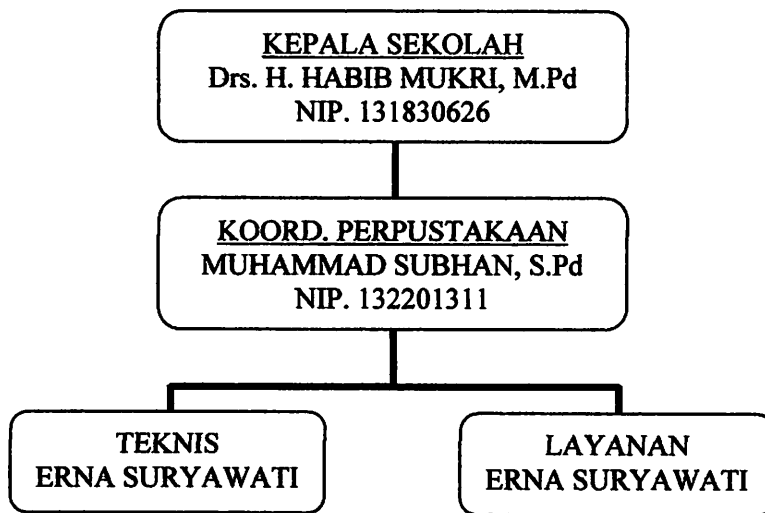 KEPALA SEKOLAH
Drs. H. HABIB MUKRI, M.Pd
NIP. 131830626
KOORD. PERPUSTAKAAN
MUHAMMAD SUBHAN, S.Pd
NIP. 132201311
TEKNIS
ERNA SURYAWATI
LAYANAN
ERNA SURYAWATI